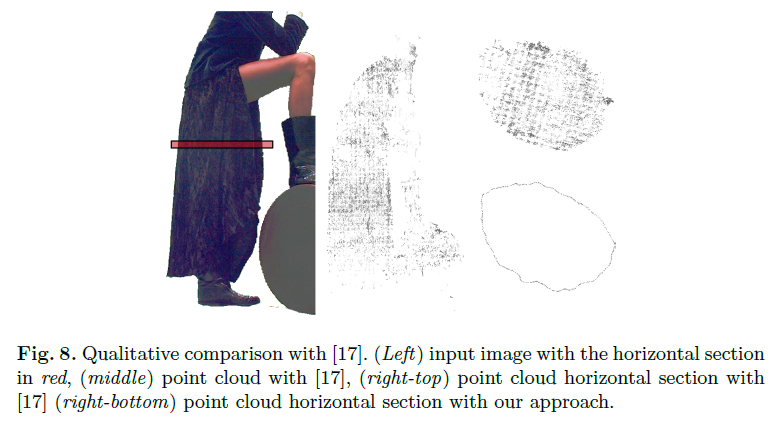 Fig. 8. Qualitative comparison with [17]. (Left) input image with the horizontal section
in red, (middle) point cloud with [17], (right-top) point cloud horizontal section with
[17] (right-bottom) point cloud horizontal section with our approach.